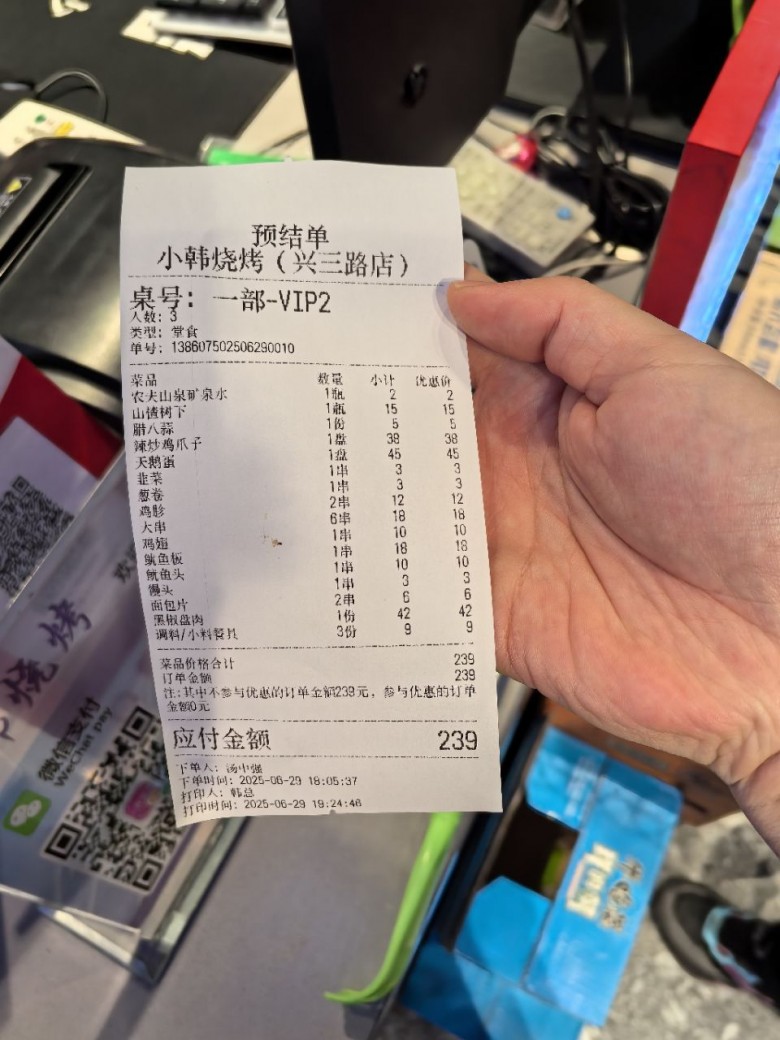 预结单
小韩烧烤（兴三路店）
桌号： 一部-VIP2
人数：3
类型：堂食
单号：138607502506290010
菜品 数量 小计 优惠价
农夫山泉矿泉水 1瓶 2 2
山楂树下 1瓶 15 15
腊八蒜 1份 5 5
辣炒鸡爪子 1盘 38 38
天鹅蛋 1盘 45 45
韭菜 1串 3 3
葱卷 1串 3 3
鸡胗 2串 12 12
大串 6串 18 18
鸡翅 1串 10 10
鱿鱼板 1串 18 18
鱿鱼头 1串 10 10
馒头 1串 3 3
面包片 2串 6 6
黑椒盘肉 1份 42 42
调料/小料餐具 3份 9 9
菜品价格合计 239
订单金额 239
注：其中不参与优惠的订单金额239元，参与优惠的订单
金额0元
应付金额 239
下单人：汤中强
下单时间：2025-06-29 18:05:37
打印人：韩总
打印时间：2025-06-29 19:24:46
烧烤
微信支付
WeChat pay